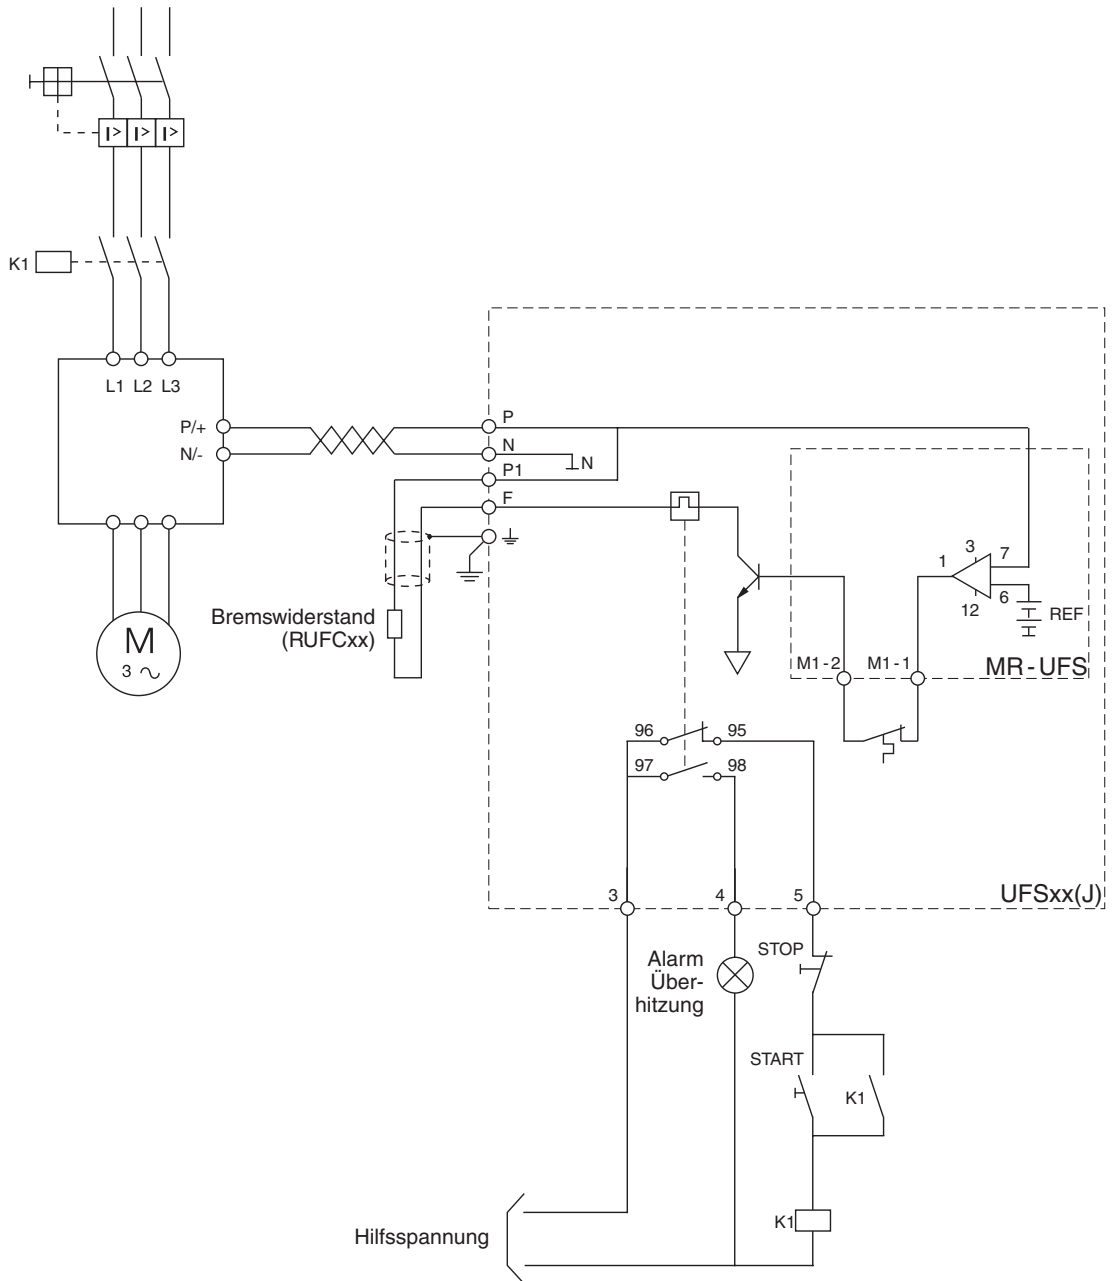 I> I> I>
K1
L1 L2 L3
P/+
N/-
P
N
N
P1
F
M
3 ~
Bremswiderstand
(RUFCxx)
1
3
7
12
6
REF
M1-2
M1-1
MR-UFS
96
95
97
98
3
4
5
UFSxx(J)
Alarm
Über-
hitzung
STOP
START
K1
K1
Hilfsspannung